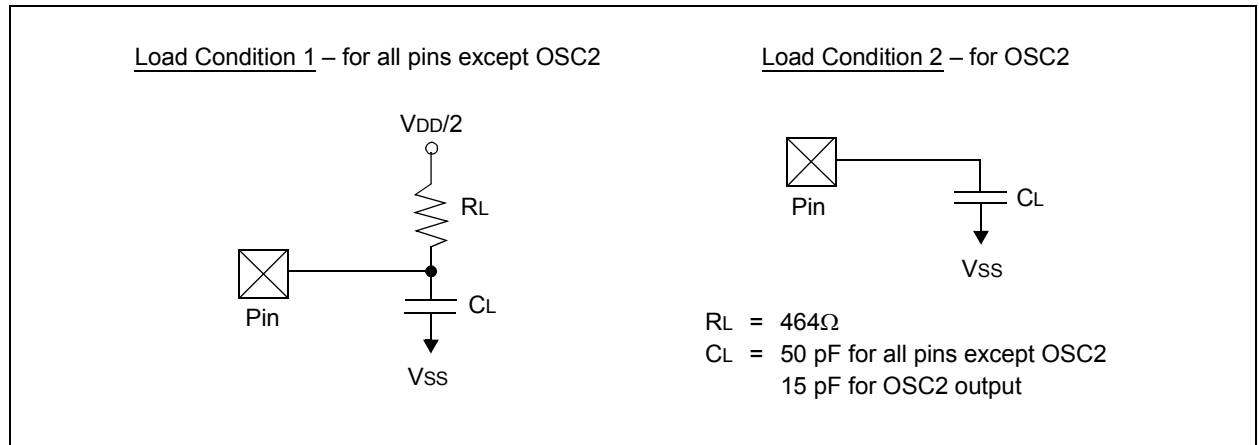 Load Condition 1 – for all pins except OSC2
VDD/2
RL
Pin
CL
VSS
Load Condition 2 – for OSC2
Pin
CL
VSS
RL = 464Ω
CL = 50 pF for all pins except OSC2
15 pF for OSC2 output